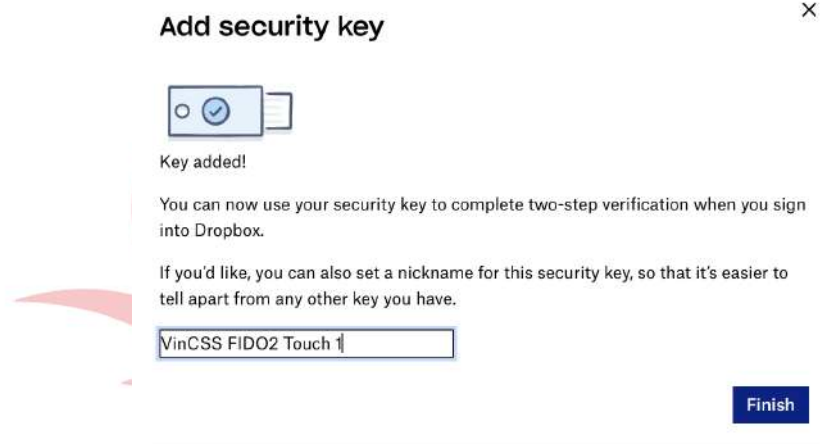 Add security key
Key added!
You can now use your security key to complete two-step verification when you sign
into Dropbox.
If you'd like, you can also set a nickname for this security key, so that it's easier to
tell apart from any other key you have.
VinCSS FIDO2 Touch 1
Finish